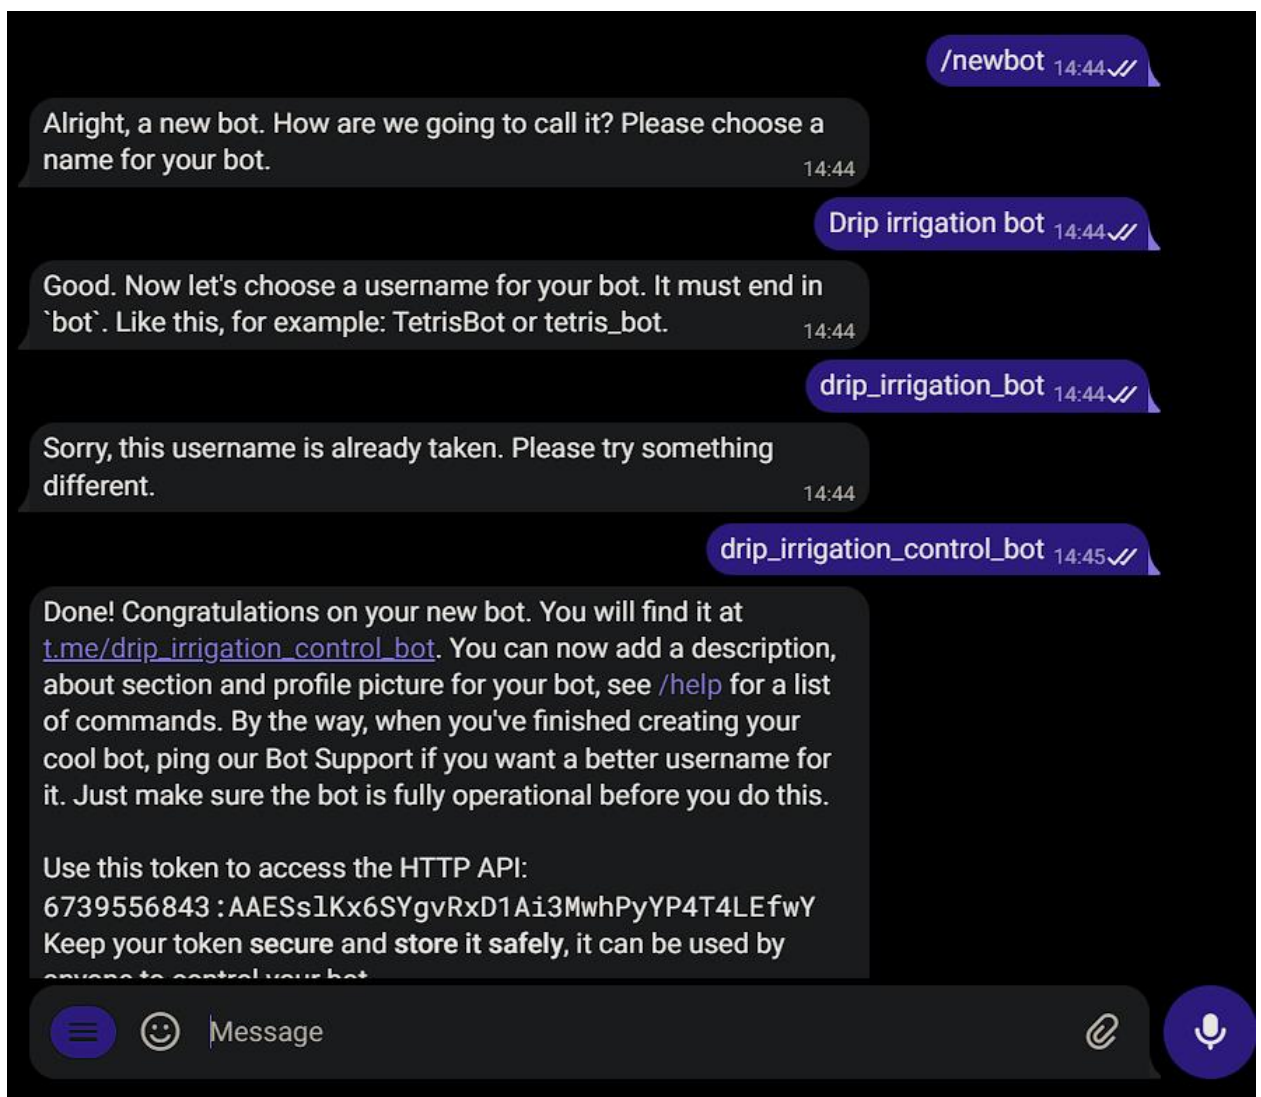 /newbot 14:44
Alright, a new bot. How are we going to call it? Please choose a
name for your bot. 14:44
Drip irrigation bot 14:44
Good. Now let's choose a username for your bot. It must end in
`bot`. Like this, for example: TetrisBot or tetris_bot. 14:44
drip_irrigation_bot 14:44
Sorry, this username is already taken. Please try something
different. 14:44
drip_irrigation_control_bot 14:45
Done! Congratulations on your new bot. You will find it at
t.me/drip_irrigation_control_bot. You can now add a description,
about section and profile picture for your bot, see /help for a list
of commands. By the way, when you've finished creating your
cool bot, ping our Bot Support if you want a better username for
it. Just make sure the bot is fully operational before you do this.
Use this token to access the HTTP API:
6739556843:AAESslKx6SYgvRxD1Ai3MwhPyYP4T4LEfwY
Keep your token secure and store it safely, it can be used by
anyone to control your bot
Message